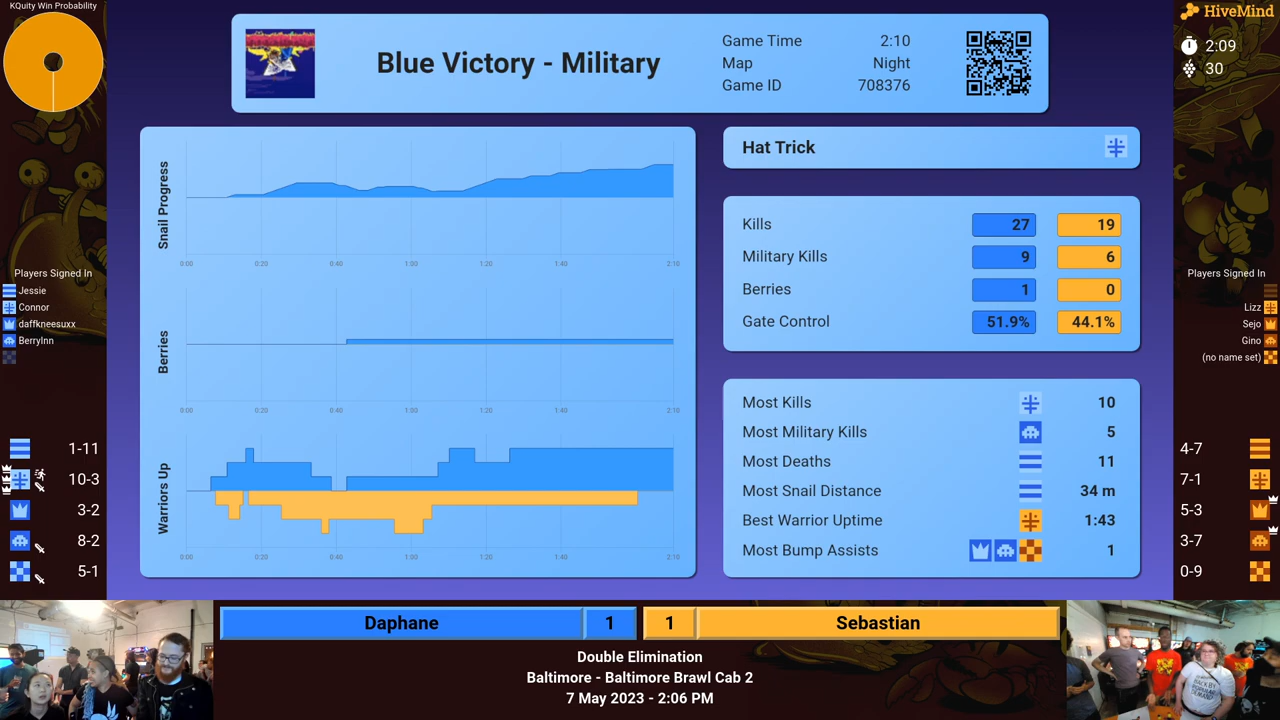 KQuity Win Probability
HiveMind
2:09
30
Blue Victory - Military
Game Time 2:10
Map Night
Game ID 708376
Snail Progress
0:00 0:20 0:40 1:00 1:20 1:40 2:10
Berries
0:00 0:20 0:40 1:00 1:20 1:40 2:10
Warriors Up
0:00 0:20 0:40 1:00 1:20 1:40 2:10
Hat Trick
Kills 27 19
Military Kills 9 6
Berries 1 0
Gate Control 51.9% 44.1%
Most Kills 10
Most Military Kills 5
Most Deaths 11
Most Snail Distance 34 m
Best Warrior Uptime 1:43
Most Bump Assists 1
Players Signed In
Jessie
Connor
daffkneesuxx
BerryInn
1-11
10-3
3-2
8-2
5-1
Players Signed In
Lizz
Sejo
Gino
(no name set)
4-7
7-1
5-3
3-7
0-9
Daphane 1 1 Sebastian
Double Elimination
Baltimore - Baltimore Brawl Cab 2
7 May 2023 - 2:06 PM